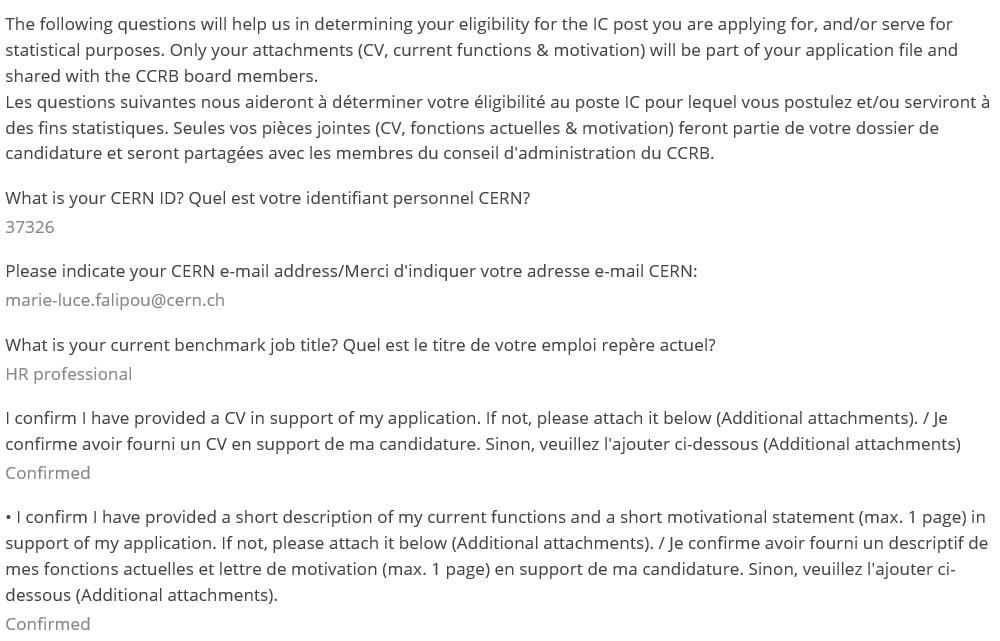 The following questions will help us in determining your eligibility for the IC post you are applying for, and/or serve for
statistical purposes. Only your attachments (CV, current functions & motivation) will be part of your application file and
shared with the CCRB board members.
Les questions suivantes nous aideront à déterminer votre éligibilité au poste IC pour lequel vous postulez et/ou serviront à
des fins statistiques. Seules vos pièces jointes (CV, fonctions actuelles & motivation) feront partie de votre dossier de
candidature et seront partagées avec les membres du conseil d'administration du CCRB.
What is your CERN ID? Quel est votre identifiant personnel CERN?
37326
Please indicate your CERN e-mail address/Merci d'indiquer votre adresse e-mail CERN:
marie-luce.falipou@cern.ch
What is your current benchmark job title? Quel est le titre de votre emploi repère actuel?
HR professional
I confirm I have provided a CV in support of my application. If not, please attach it below (Additional attachments). / Je
confirme avoir fourni un CV en support de ma candidature. Sinon, veuillez l'ajouter ci-dessous (Additional attachments)
Confirmed
• I confirm I have provided a short description of my current functions and a short motivational statement (max. 1 page) in
support of my application. If not, please attach it below (Additional attachments). / Je confirme avoir fourni un descriptif de
mes fonctions actuelles et lettre de motivation (max. 1 page) en support de ma candidature. Sinon, veuillez l'ajouter ci-
dessous (Additional attachments).
Confirmed